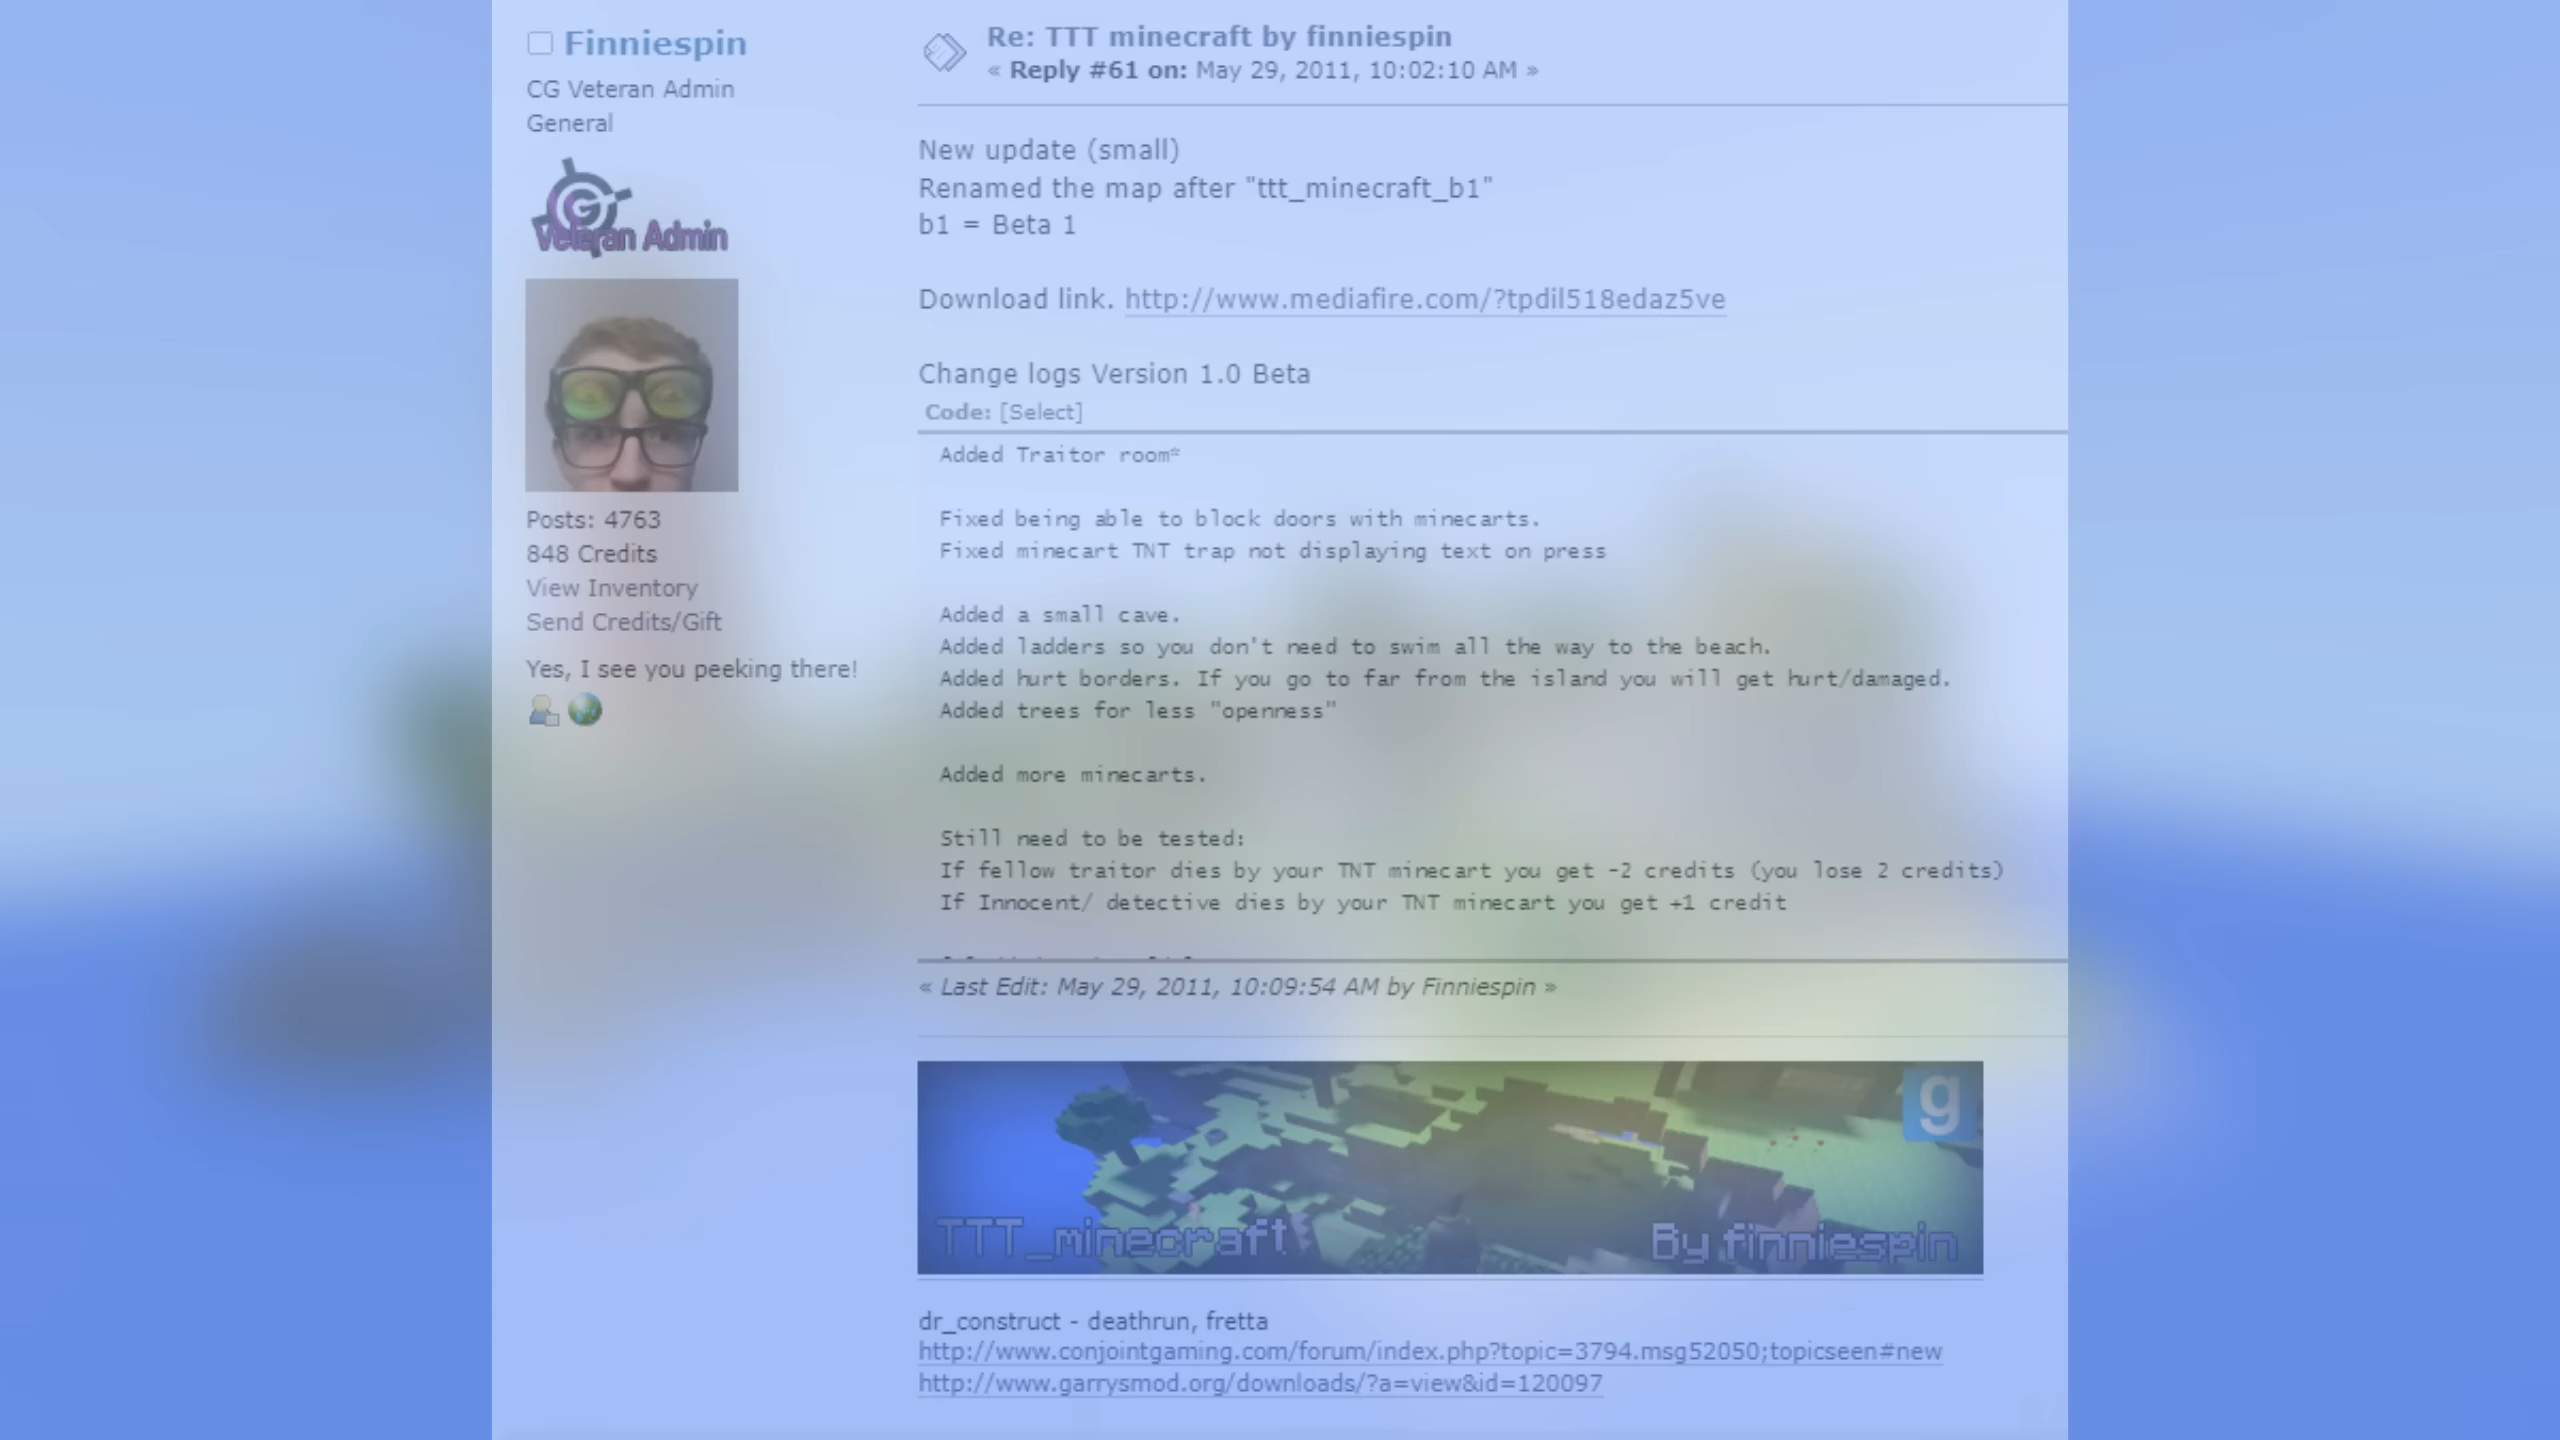 Finniespin
CG Veteran Admin
General
Veteran Admin
Posts: 4763
848 Credits
View Inventory
Send Credits/Gift
Yes, I see you peeking there!
Re: TTT minecraft by finniespin
« Reply #61 on: May 29, 2011, 10:02:10 AM »
New update (small)
Renamed the map after "ttt_minecraft_b1"
b1 = Beta 1
Download link. http://www.mediafire.com/?tpdil518edaz5ve
Change logs Version 1.0 Beta
Code: [Select]
Added Traitor room*
Fixed being able to block doors with minecarts.
Fixed minecart TNT trap not displaying text on press
Added a small cave.
Added ladders so you don't need to swim all the way to the beach.
Added hurt borders. If you go to far from the island you will get hurt/damaged.
Added trees for less "openness"
Added more minecarts.
Still need to be tested:
If fellow traitor dies by your TNT minecart you get -2 credits (you lose 2 credits)
If Innocent/ detective dies by your TNT minecart you get +1 credit
« Last Edit: May 29, 2011, 10:09:54 AM by Finniespin »
g
TTT_minecraft
By finniespin
dr_construct - deathrun, fretta
http://www.conjointgaming.com/forum/index.php?topic=3794.msg52050;topicseen#new
http://www.garrysmod.org/downloads/?a=view&id=120097